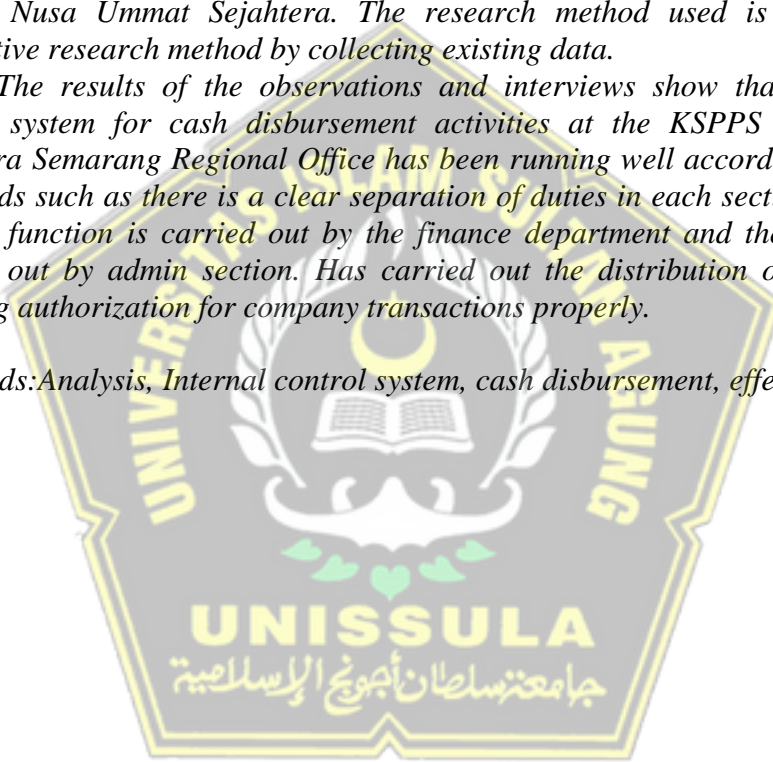 Nusa Ummat Sejahtera. The research method used is
tive research method by collecting existing data.
The results of the observations and interviews show tha
system for cash disbursement activities at the KSPPS
ra Semarang Regional Office has been running well accord
ds such as there is a clear separation of duties in each secti
function is carried out by the finance department and the
out by admin section. Has carried out the distribution o
g authorization for company transactions properly.
ds:Analysis, Internal control system, cash disbursement, effe
UNIVERSITAS ISLAM SULTAN AGUNG
UNISSULA
جامعة سلطان أجونج الإسلامية